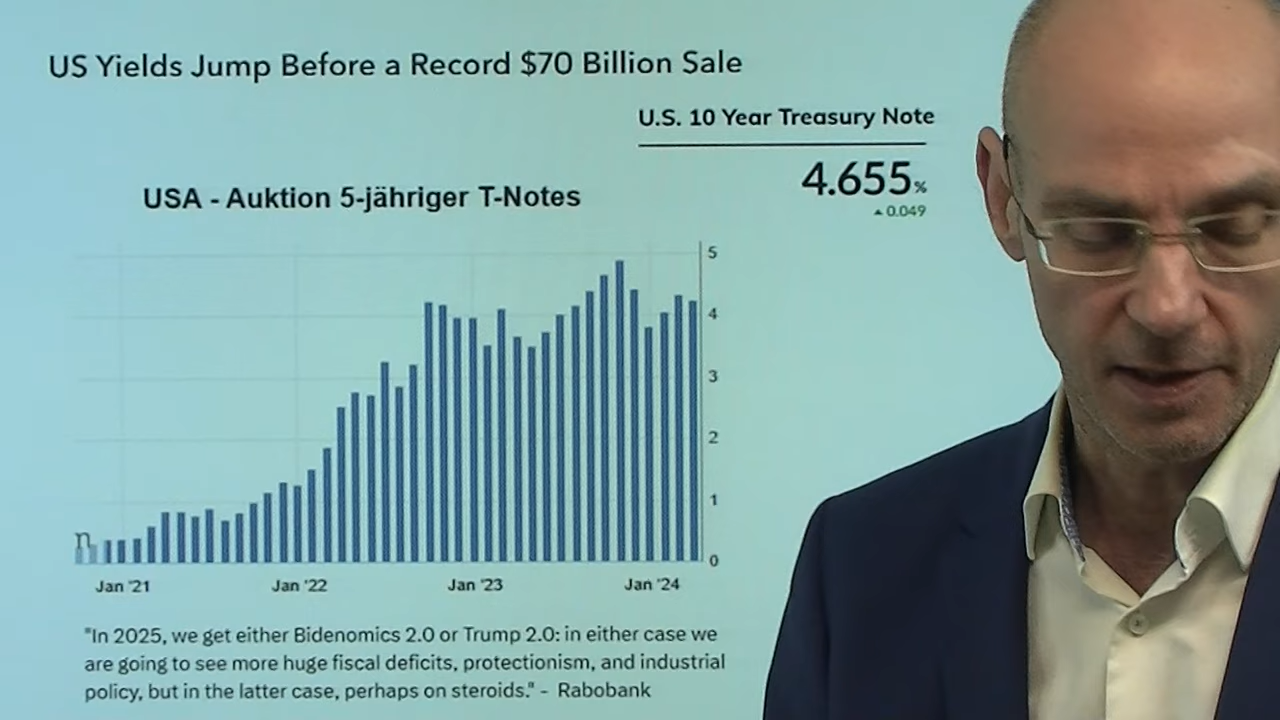 US Yields Jump Before a Record $70 Billion Sale
U.S. 10 Year Treasury Note
4.655%
▲0.049
USA - Auktion 5-jähriger T-Notes
5
4
3
2
1
0
n
Jan '21 Jan '22 Jan '23 Jan '24
"In 2025, we get either Bidenomics 2.0 or Trump 2.0: in either case we
are going to see more huge fiscal deficits, protectionism, and industrial
policy, but in the latter case, perhaps on steroids." - Rabobank